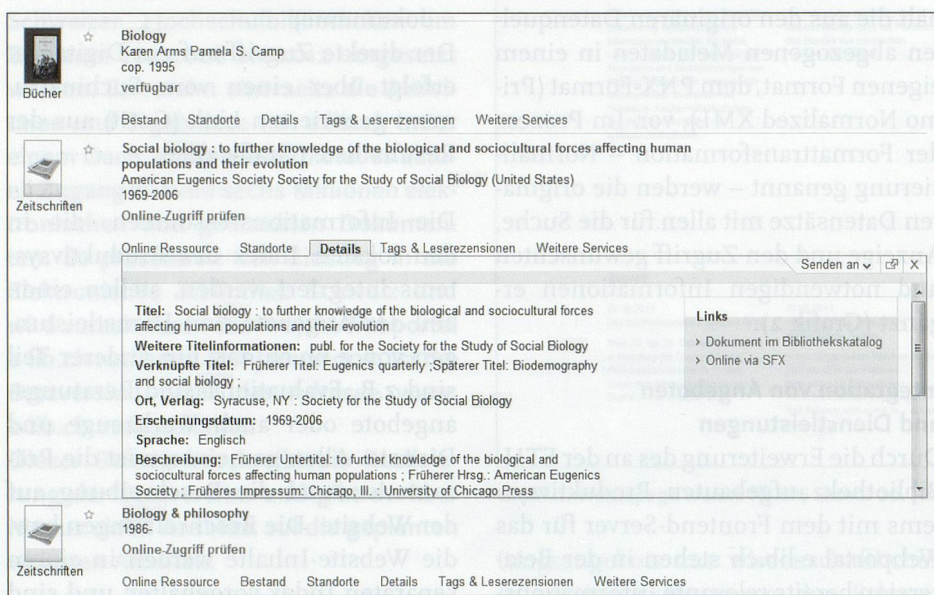 Biology
Karen Arms Pamela S. Camp
c 1995
verfügbar
Bücher
Bestand Standorte Details Tags & Leserezensionen Weitere Services
Social biology : to further knowledge of the biological and sociocultural forces affecting human
populations and their evolution
American Eugenics Society Society for the Study of Social Biology (United States)
1969-2006
Zeitschriften
Online-Zugriff prüfen
Online Ressource Standorte Details Tags & Leserezensionen Weitere Services
Senden an X
Titel: Social biology : to further knowledge of the biological and sociocultural forces
affecting human populations and their evolution
Weitere Titelinformationen: publ. for the Society for the Study of Social Biology
Verknüpfte Titel: Früherer Titel: Eugenics quarterly ;Späterer Titel: Biodemography
and social biology ;
Ort, Verlag: Syracuse, NY : Society for the Study of Social Biology
Erscheinungsdatum: 1969-2006
Sprache: Englisch
Beschreibung: Früherer Untertitel: to further knowledge of the biological and
sociocultural forces affecting human populations ; Früherer Hrsg.: American Eugenics
Society ; Früheres Impressum: Chicago, Ill. : University of Chicago Press
Links
› Dokument im Bibliothekskatalog
› Online via SFX
Biology & philosophy
1986-
Online-Zugriff prüfen
Zeitschriften
Online Ressource Bestand Standorte Details Tags & Leserezensionen Weitere Services